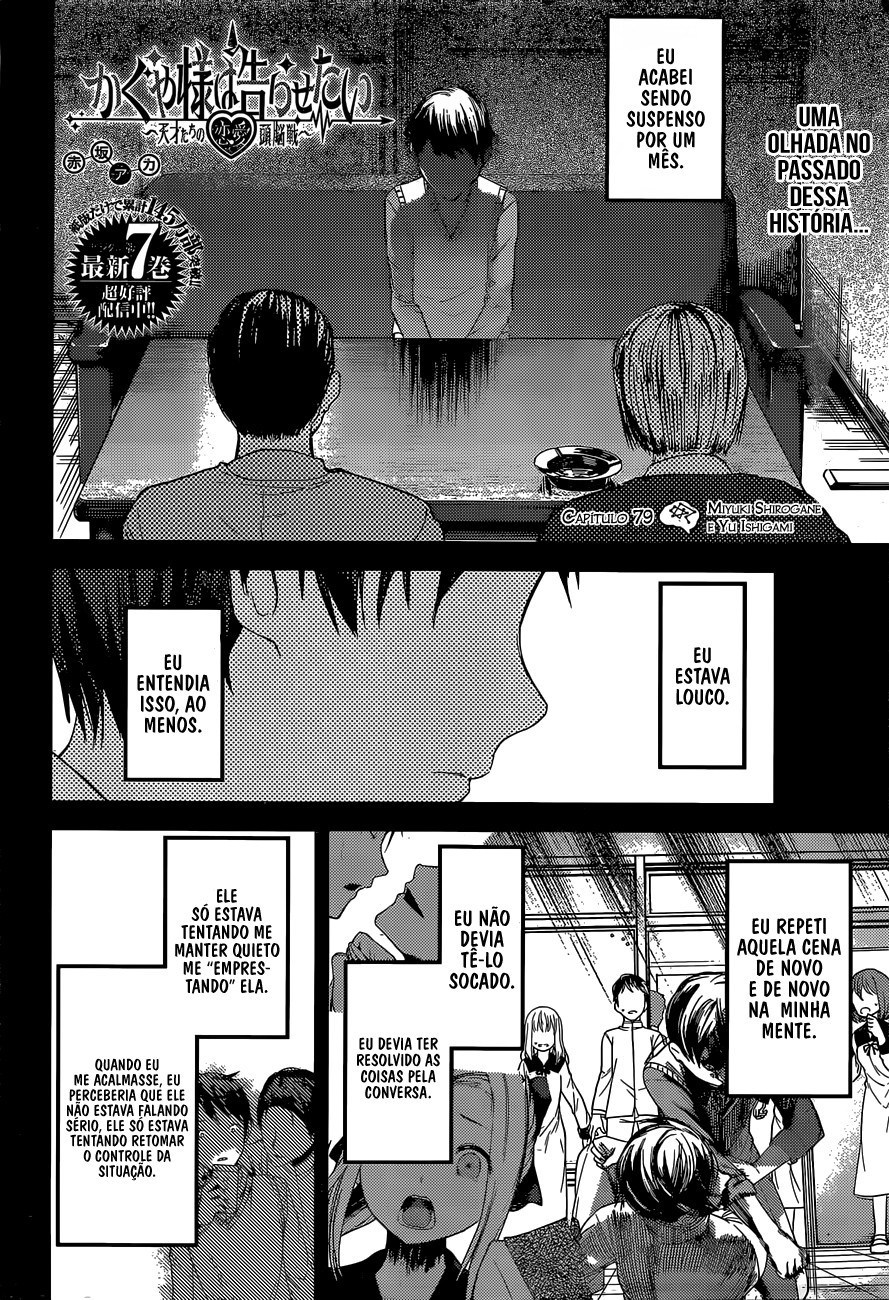 かぐや様は告らせたい
~天才たちの恋愛頭脳戦~
赤坂アカ
145万部
最新7巻
超好評
配信中!!
EU
ACABEI
SENDO
SUSPENSO
POR UM
MÊS.
UMA
OLHADA NO
PASSADO
DESSA
HISTÓRIA...
CAPÍTULO 79
MIYUKI SHIROGANE
E YU ISHIGAMI
EU
ESTAVA
LOUCO.
EU
ENTENDIA
ISSO, AO
MENOS.
EU REPETI
AQUELA CENA
DE NOVO
E DE NOVO
NA MINHA
MENTE.
EU NÃO
DEVIA
TÊ-LO
SOCADO.
EU DEVIA TER
RESOLVIDO AS
COISAS PELA
CONVERSA.
ELE
SÓ ESTAVA
TENTANDO ME
MANTER QUIETO
ME “EMPRES-
TANDO” ELA.
QUANDO EU
ME ACALMASSE, EU
PERCEBERIA QUE ELE
NÃO ESTAVA FALANDO
SÉRIO, ELE SÓ ESTAVA
TENTANDO RETOMAR
O CONTROLE DA
SITUAÇÃO.